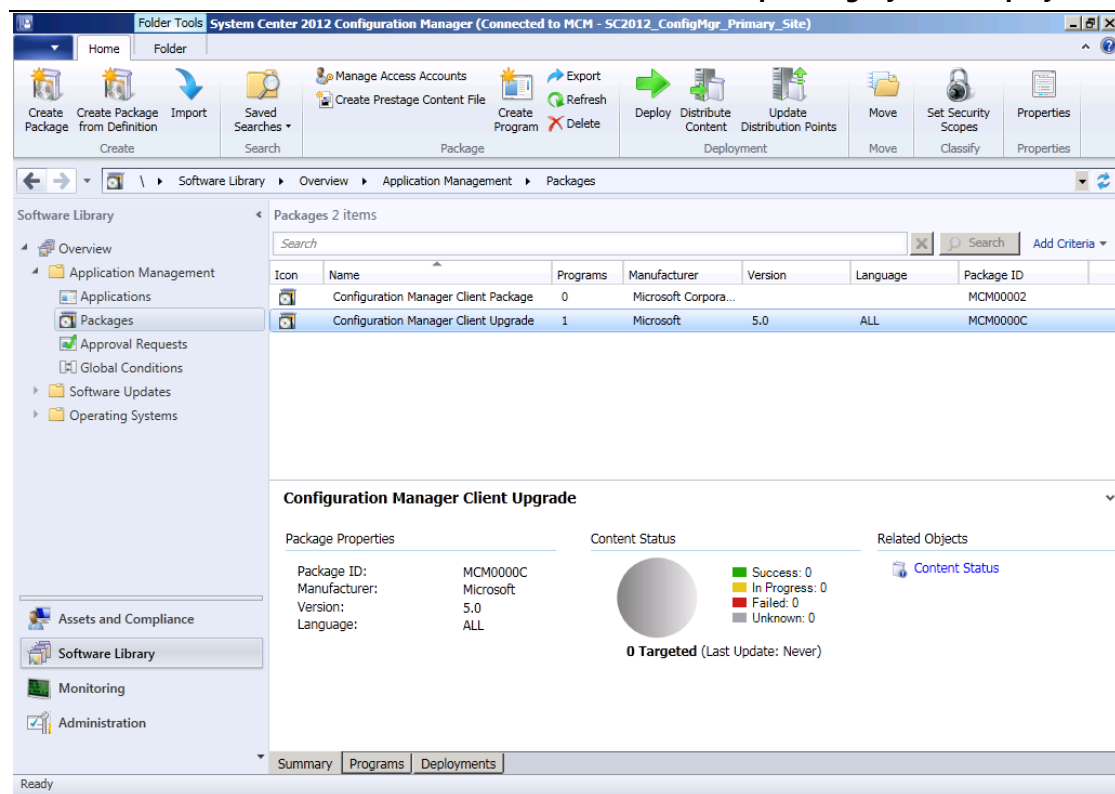 Folder Tools System Center 2012 Configuration Manager (Connected to MCM - SC2012_ConfigMgr_Primary_Site)
Home Folder
Manage Access Accounts Export
Create Prestage Content File Refresh
Delete
Create Package Create Package from Definition Import Saved Searches Create Program Deploy Distribute Content Update Distribution Points Move Set Security Scopes Properties
Create Search Package Deployment Move Classify Properties
\ Software Library Overview Application Management Packages
Software Library
Overview
Application Management
Applications
Packages
Approval Requests
Global Conditions
Software Updates
Operating Systems
Assets and Compliance
Software Library
Monitoring
Administration
Packages 2 items
Search Search Add Criteria
Icon Name Programs Manufacturer Version Language Package ID
Configuration Manager Client Package 0 Microsoft Corpora... MCM00002
Configuration Manager Client Upgrade 1 Microsoft 5.0 ALL MCM0000C
Configuration Manager Client Upgrade
Package Properties
Package ID: MCM0000C
Manufacturer: Microsoft
Version: 5.0
Language: ALL
Content Status
Success: 0
In Progress: 0
Failed: 0
Unknown: 0
0 Targeted (Last Update: Never)
Related Objects
Content Status
Summary Programs Deployments
Ready